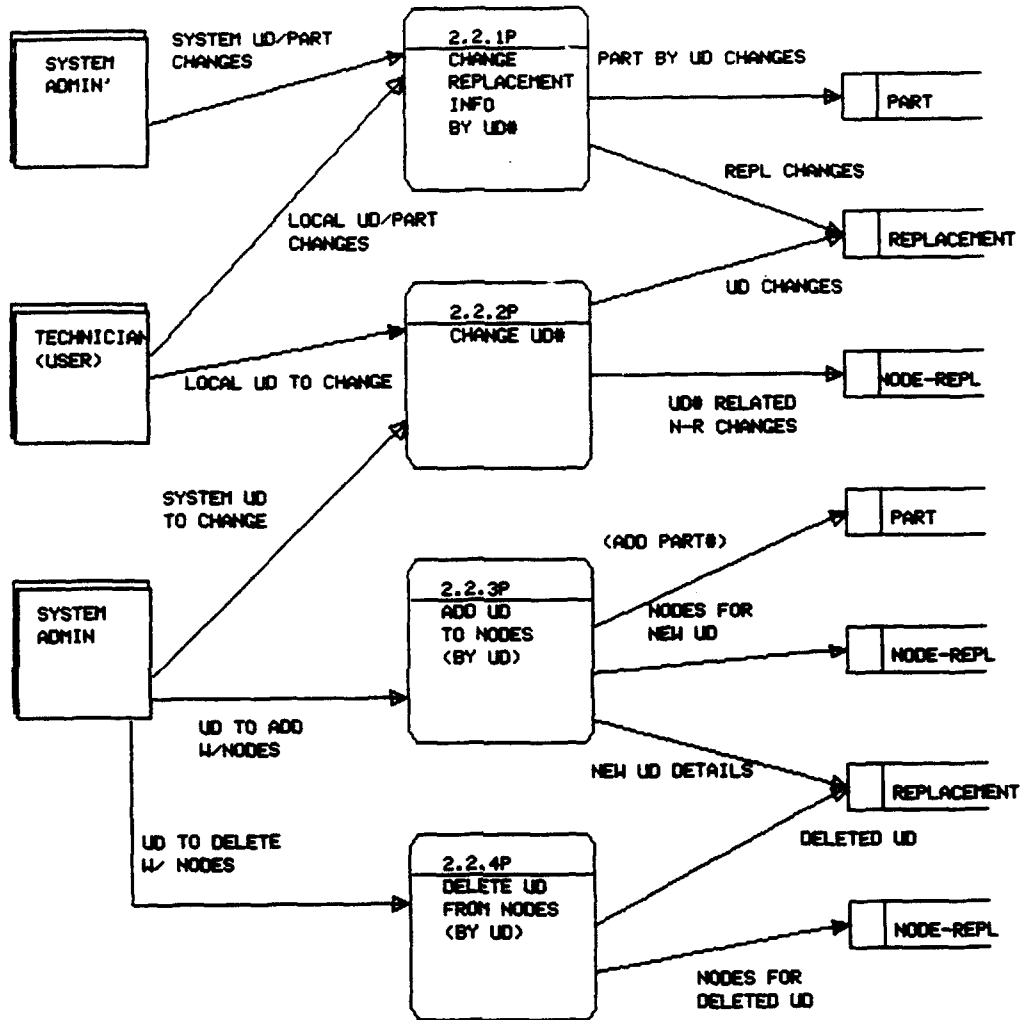 SYSTEM
ADMIN'
SYSTEM UD/PART
CHANGES
2.2.1P
CHANGE
REPLACEMENT
INFO
BY UD#
PART BY UD CHANGES
PART
REPL CHANGES
LOCAL UD/PART
CHANGES
REPLACEMENT
UD CHANGES
TECHNICIAN
(USER)
2.2.2P
CHANGE UD#
LOCAL UD TO CHANGE
NODE-REPL
UD# RELATED
N-R CHANGES
SYSTEM UD
TO CHANGE
PART
(ADD PART#)
SYSTEM
ADMIN
2.2.3P
ADD UD
TO NODES
(BY UD)
NODES FOR
NEW UD
NODE-REPL
UD TO ADD
W/NODES
NEW UD DETAILS
REPLACEMENT
UD TO DELETE
W/ NODES
DELETED UD
2.2.4P
DELETE UD
FROM NODES
(BY UD)
NODE-REPL
NODES FOR
DELETED UD